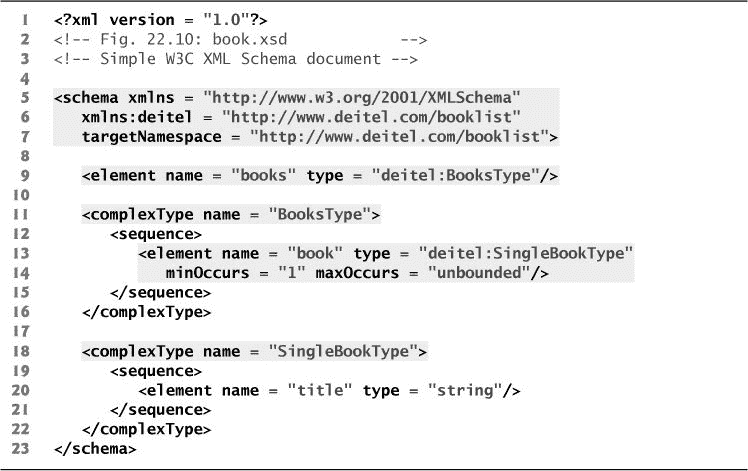 1 <?xml version = "1.0"?>
2 <!-- Fig. 22.10: book.xsd -->
3 <!-- Simple W3C XML Schema document -->
4
5 <schema xmlns = "http://www.w3.org/2001/XMLSchema"
6 xmlns:deitel = "http://www.deitel.com/booklist"
7 targetNamespace = "http://www.deitel.com/booklist">
8
9 <element name = "books" type = "deitel:BooksType"/>
10
11 <complexType name = "BooksType">
12 <sequence>
13 <element name = "book" type = "deitel:SingleBookType"
14 minOccurs = "1" maxOccurs = "unbounded"/>
15 </sequence>
16 </complexType>
17
18 <complexType name = "SingleBookType">
19 <sequence>
20 <element name = "title" type = "string"/>
21 </sequence>
22 </complexType>
23 </schema>